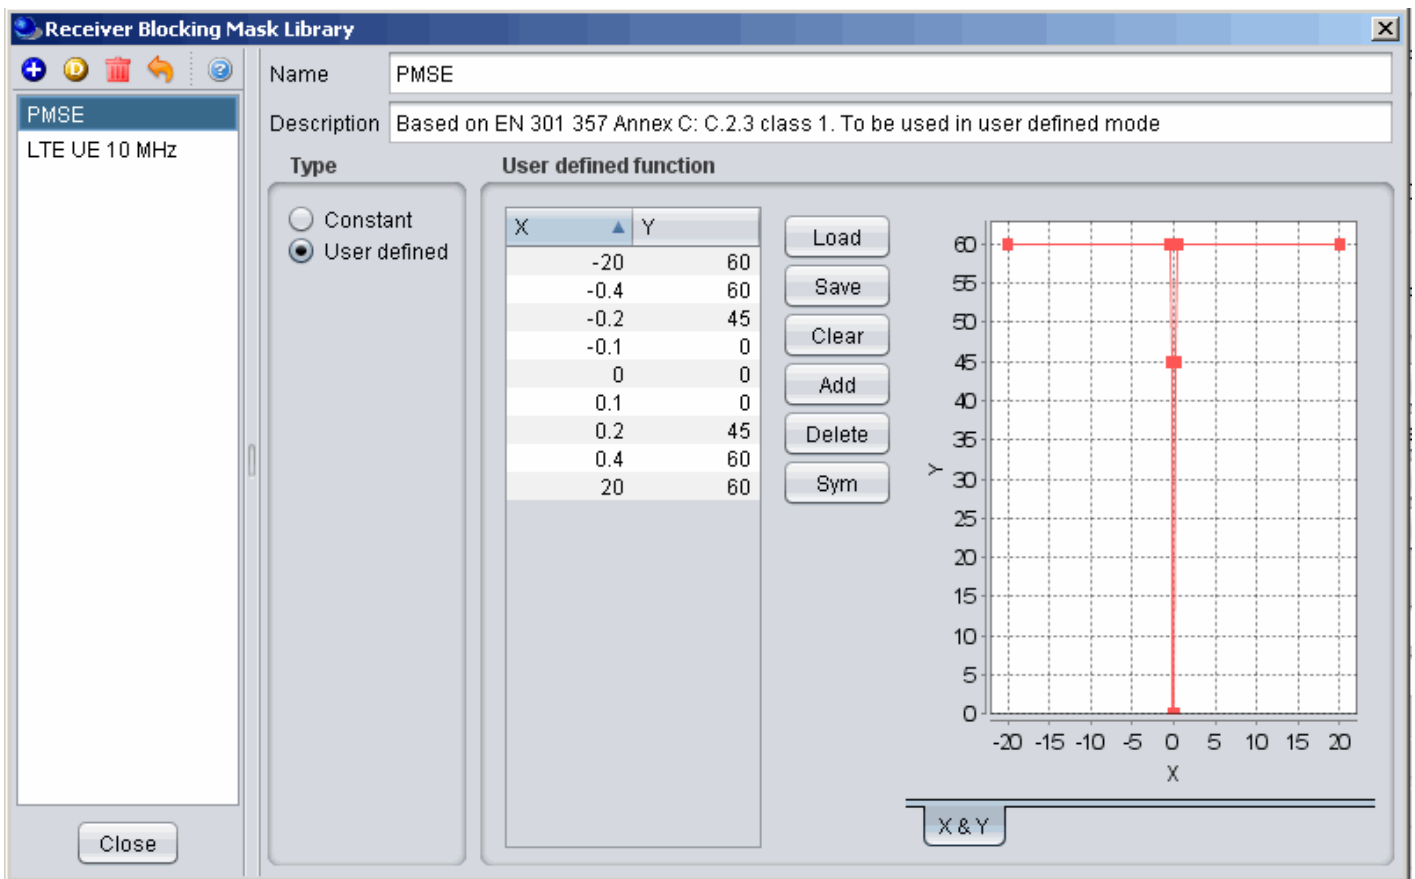 Receiver Blocking Mask Library
PMSE
LTE UE 10 MHz
Close
Name PMSE
Description Based on EN 301 357 Annex C: C.2.3 class 1. To be used in user defined mode
Type
Constant
User defined
User defined function
X Y
-20 60
-0.4 60
-0.2 45
-0.1 0
0 0
0.1 0
0.2 45
0.4 60
20 60
Load
Save
Clear
Add
Delete
Sym
60
55
50
45
40
35
30
25
20
15
10
5
0
Y
-20 -15 -10 -5 0 5 10 15 20
X
X & Y